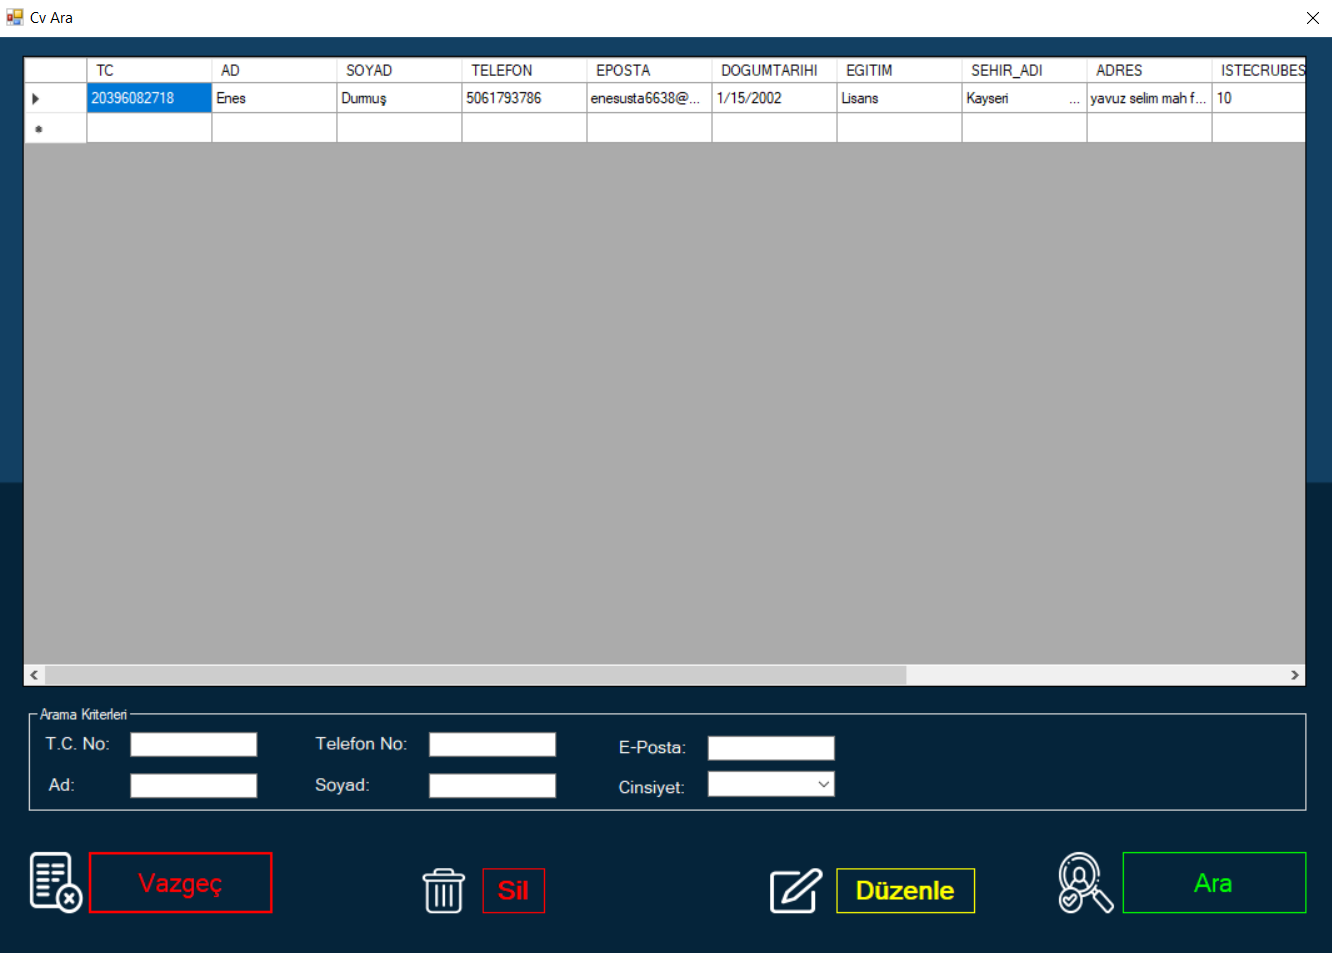 Cv Ara
TC AD SOYAD TELEFON EPOSTA DOGUMTARIHI EGITIM SEHIR_ADI ADRES ISTECRUBES
20396082718 Enes Durmuş 5061793786 enesusta6638@... 1/15/2002 Lisans Kayseri ... yavuz selim mah f... 10
Arama Kriterleri
T.C. No: Telefon No: E-Posta:
Ad: Soyad: Cinsiyet:
Vazgeç Sil Düzenle Ara